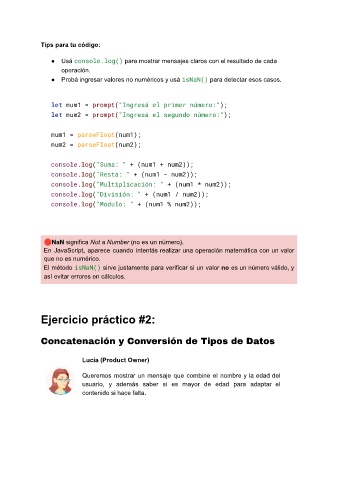 Tips para tu código:
● Usá console.log() para mostrar mensajes claros con el resultado de cada
operación.
● Probá ingresar valores no numéricos y usá isNaN() para detectar esos casos.
let num1 = prompt("Ingresá el primer número:");
let num2 = prompt("Ingresá el segundo número:");
num1 = parseFloat(num1);
num2 = parseFloat(num2);
console.log("Suma: " + (num1 + num2));
console.log("Resta: " + (num1 - num2));
console.log("Multiplicación: " + (num1 * num2));
console.log("División: " + (num1 / num2));
console.log("Módulo: " + (num1 % num2));
🔴NaN significa Not a Number (no es un número).
En JavaScript, aparece cuando intentás realizar una operación matemática con un valor
que no es numérico.
El método isNaN() sirve justamente para verificar si un valor no es un número válido, y
así evitar errores en cálculos.
Ejercicio práctico #2:
Concatenación y Conversión de Tipos de Datos
Lucía (Product Owner)
Queremos mostrar un mensaje que combine el nombre y la edad del
usuario, y además saber si es mayor de edad para adaptar el
contenido si hace falta.